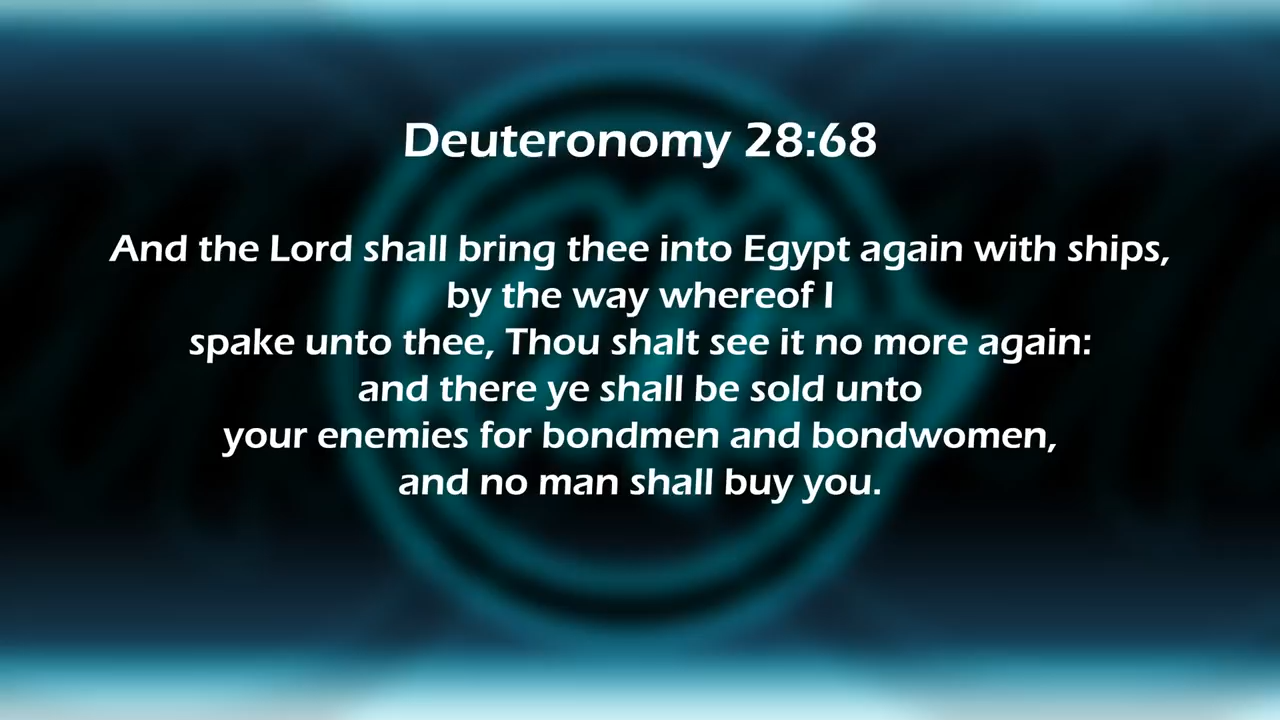 Deuteronomy 28:68
And the Lord shall bring thee into Egypt again with ships,
by the way whereof I
spake unto thee, Thou shalt see it no more again:
and there ye shall be sold unto
your enemies for bondmen and bondwomen,
and no man shall buy you.